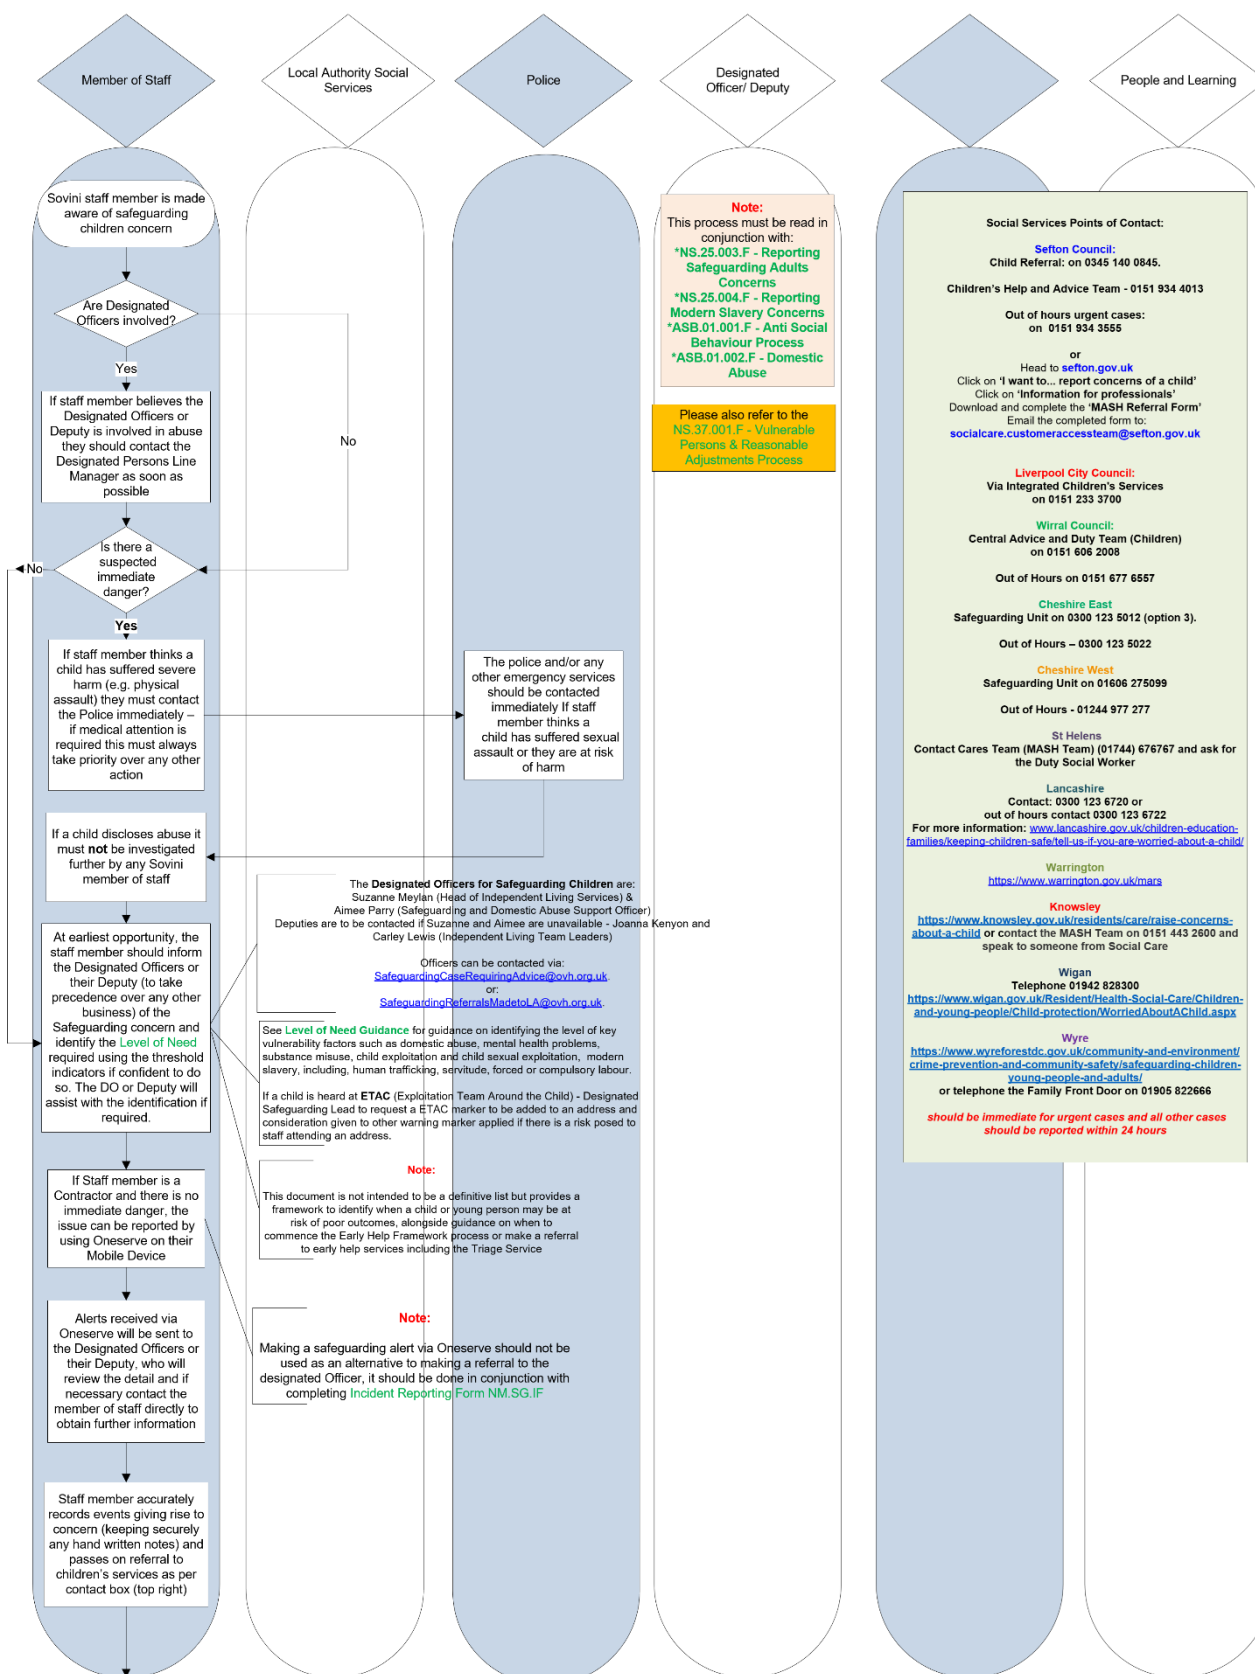 Member of Staff
Local Authority Social
Services
Police
Designated
Officer/ Deputy
People and Learning
Sovini staff member is made
aware of safeguarding
children concern
Are Designated
Officers involved?
Yes
No
If staff member believes the
Designated Officers or
Deputy is involved in abuse
they should contact the
Designated Persons Line
Manager as soon as
possible
Is there a
suspected
immediate
danger?
No
Yes
If staff member thinks a
child has suffered severe
harm (e.g. physical
assault) they must contact
the Police immediately –
if medical attention is
required this must always
take priority over any other
action
The police and/or any
other emergency services
should be contacted
immediately If staff
member thinks a
child has suffered sexual
assault or they are at risk
of harm
If a child discloses abuse it
must not be investigated
further by any Sovini
member of staff
At earliest opportunity, the
staff member should inform
the Designated Officers or
their Deputy (to take
precedence over any other
business) of the
Safeguarding concern and
identify the Level of Need
required using the threshold
indicators if confident to do
so. The DO or Deputy will
assist with the identification if
required.
If Staff member is a
Contractor and there is no
immediate danger, the
issue can be reported by
using Oneserve on their
Mobile Device
Alerts received via
Oneserve will be sent to
the Designated Officers or
their Deputy, who will
review the detail and if
necessary contact the
member of staff directly to
obtain further information
Staff member accurately
records events giving rise to
concern (keeping securely
any hand written notes) and
passes on referral to
children's services as per
contact box (top right)
The Designated Officers for Safeguarding Children are:
Suzanne Meylan (Head of Independent Living Services) &
Aimee Parry (Safeguarding and Domestic Abuse Support Officer)
Deputies are to be contacted if Suzanne and Aimee are unavailable - Joanna Kenyon and
Carley Lewis (Independent Living Team Leaders)
Officers can be contacted via:
SafeguardingCaseRequiringAdvice@ovh.org.uk.
or:
SafeguardingReferralsMadetoLA@ovh.org.uk.
See Level of Need Guidance for guidance on identifying the level of key
vulnerability factors such as domestic abuse, mental health problems,
substance misuse, child exploitation and child sexual exploitation, modern
slavery, including, human trafficking, servitude, forced or compulsory labour.
If a child is heard at ETAC (Exploitation Team Around the Child) - Designated
Safeguarding Lead to request a ETAC marker to be added to an address and
consideration given to other warning marker applied if there is a risk posed to
staff attending an address.
Note:
This document is not intended to be a definitive list but provides a
framework to identify when a child or young person may be at
risk of poor outcomes, alongside guidance on when to
commence the Early Help Framework process or make a referral
to early help services including the Triage Service
Note:
Making a safeguarding alert via Oneserve should not be
used as an alternative to making a referral to the
designated Officer, it should be done in conjunction with
completing Incident Reporting Form NM.SG.IF
Note:
This process must be read in
conjunction with:
*NS.25.003.F - Reporting
Safeguarding Adults
Concerns
*NS.25.004.F - Reporting
Modern Slavery Concerns
*ASB.01.001.F - Anti Social
Behaviour Process
*ASB.01.002.F - Domestic
Abuse
Please also refer to the
NS.37.001.F - Vulnerable
Persons & Reasonable
Adjustments Process
Social Services Points of Contact:
Sefton Council:
Child Referral: on 0345 140 0845.
Children's Help and Advice Team - 0151 934 4013
Out of hours urgent cases:
on 0151 934 3555
or
Head to sefton.gov.uk
Click on 'I want to... report concerns of a child'
Click on 'Information for professionals'
Download and complete the 'MASH Referral Form'
Email the completed form to:
socialcare.customeraccessteam@sefton.gov.uk
Liverpool City Council:
Via Integrated Children's Services
on 0151 233 3700
Wirral Council:
Central Advice and Duty Team (Children)
on 0151 606 2008
Out of Hours on 0151 677 6557
Cheshire East
Safeguarding Unit on 0300 123 5012 (option 3).
Out of Hours – 0300 123 5022
Cheshire West
Safeguarding Unit on 01606 275099
Out of Hours - 01244 977 277
St Helens
Contact Cares Team (MASH Team) (01744) 676767 and ask for
the Duty Social Worker
Lancashire
Contact: 0300 123 6720 or
out of hours contact 0300 123 6722
For more information: www.lancashire.gov.uk/children-education-
families/keeping-children-safe/tell-us-if-you-are-worried-about-a-child/
Warrington
https://www.warrington.gov.uk/mars
Knowsley
https://www.knowsley.gov.uk/residents/care/raise-concerns-
about-a-child or contact the MASH Team on 0151 443 2600 and
speak to someone from Social Care
Wigan
Telephone 01942 828300
https://www.wigan.gov.uk/Resident/Health-Social-Care/Children-
and-young-people/Child-protection/WorriedAboutAChild.aspx
Wyre
https://www.wyreforestdc.gov.uk/community-and-environment/
crime-prevention-and-community-safety/safeguarding-children-
young-people-and-adults/
or telephone the Family Front Door on 01905 822666
should be immediate for urgent cases and all other cases
should be reported within 24 hours